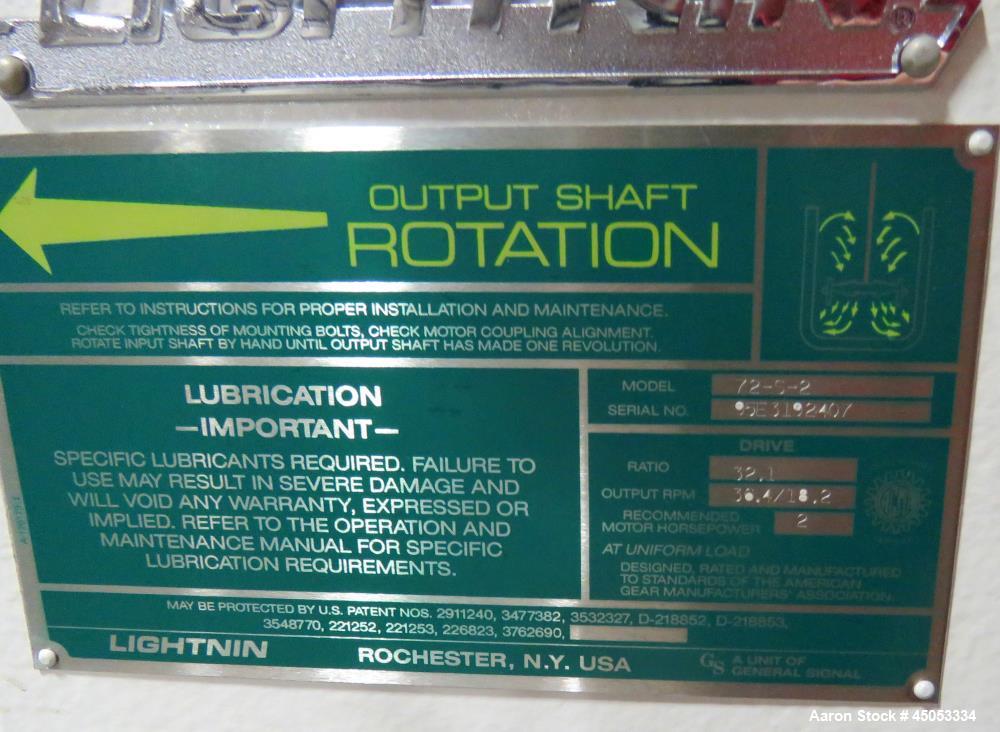 LIGHTNIN®
OUTPUT SHAFT
ROTATION
REFER TO INSTRUCTIONS FOR PROPER INSTALLATION AND MAINTENANCE.
CHECK TIGHTNESS OF MOUNTING BOLTS, CHECK MOTOR COUPLING ALIGNMENT.
ROTATE INPUT SHAFT BY HAND UNTIL OUTPUT SHAFT HAS MADE ONE REVOLUTION.
LUBRICATION
—IMPORTANT—
SPECIFIC LUBRICANTS REQUIRED. FAILURE TO
USE MAY RESULT IN SEVERE DAMAGE AND
WILL VOID ANY WARRANTY, EXPRESSED OR
IMPLIED. REFER TO THE OPERATION AND
MAINTENANCE MANUAL FOR SPECIFIC
LUBRICATION REQUIREMENTS.
MODEL 72-S-2
SERIAL NO. 95E3192407
DRIVE
RATIO 32.1
OUTPUT RPM 36.4/18.2
RECOMMENDED
MOTOR HORSEPOWER 2
AT UNIFORM LOAD
DESIGNED, RATED AND MANUFACTURED
TO STANDARDS OF THE AMERICAN
GEAR MANUFACTURERS' ASSOCIATION.
MAY BE PROTECTED BY U.S. PATENT NOS. 2911240, 3477382, 3532327, D-218852, D-218853,
3548770, 221252, 221253, 226823, 3762690,
LIGHTNIN ROCHESTER, N.Y. USA GS A UNIT OF
GENERAL SIGNAL
Aaron Stock # 45053334